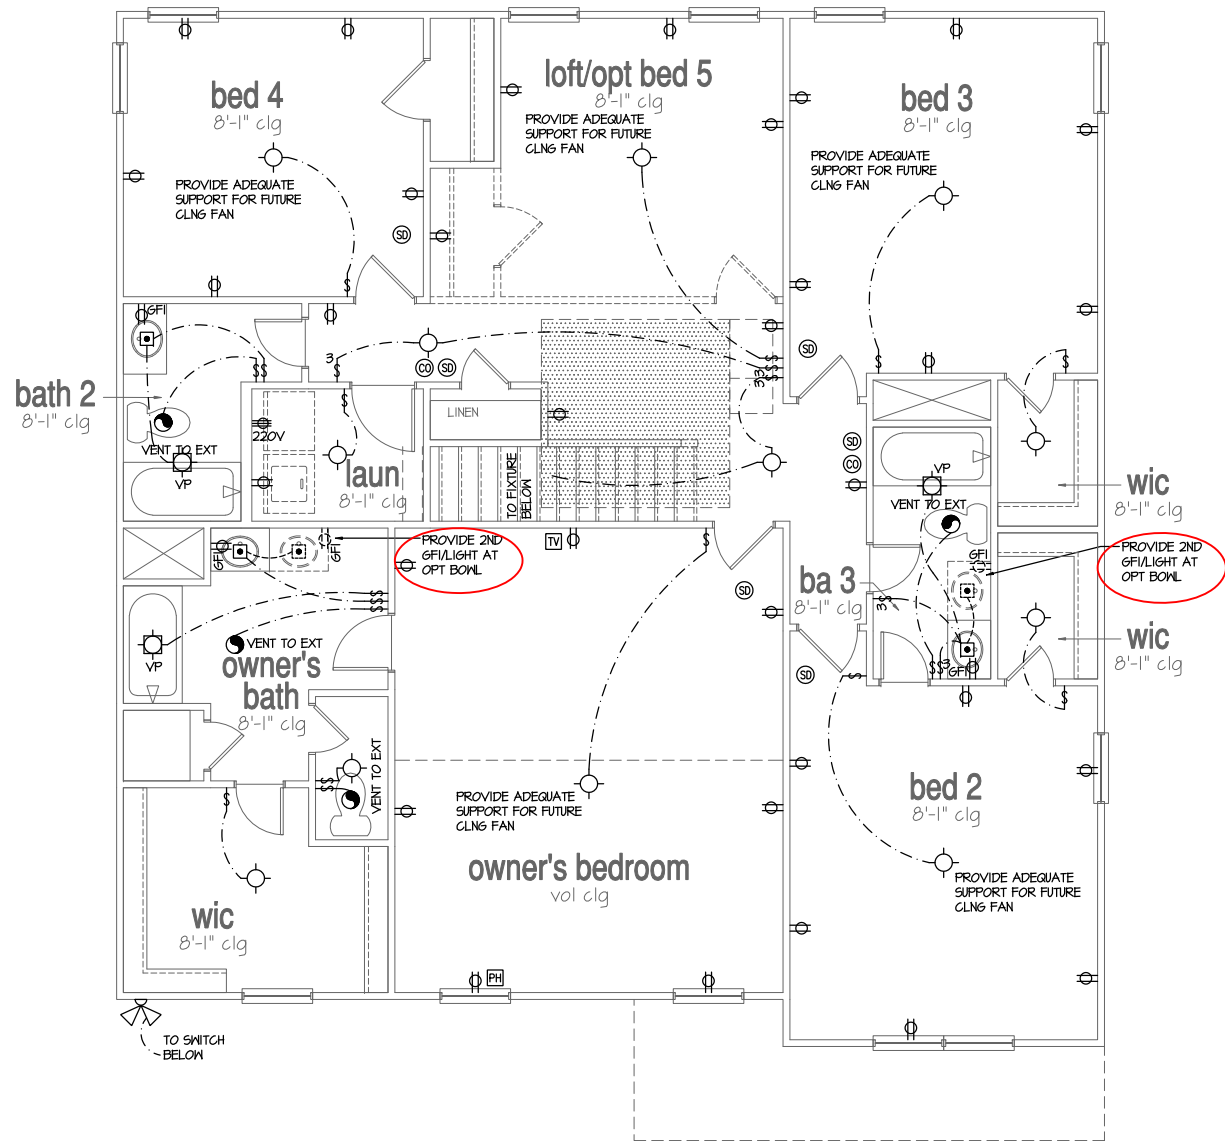 bed 4
8'-1" clg
PROVIDE ADEQUATE
SUPPORT FOR FUTURE
CLNG FAN
SD
loft/opt bed 5
8'-1" clg
PROVIDE ADEQUATE
SUPPORT FOR FUTURE
CLNG FAN
bed 3
8'-1" clg
PROVIDE ADEQUATE
SUPPORT FOR FUTURE
CLNG FAN
$
GFI
$
$$
bath 2
8'-1" clg
VENT TO EXT
VP
3
$
CO
SD
$
220V
laun
8'-1" clg
LINEN
TO FIXTURE
BELOW
$$
$$
3$
3
SD
$
$
SD
CO
VP
VENT TO EXT
wic
8'-1" clg
GFI
GFI
PROVIDE 2ND
GFI/LIGHT AT
OPT BOWL
TV
$
SD
GFI
PROVIDE 2ND
GFI/LIGHT AT
OPT BOWL
ba 3
8'-1" clg
3$
$$
3
$
GFI
wic
8'-1" clg
$
SD
$
$$
$$
$$
VP
VENT TO EXT
owner's
bath
8'-1" clg
VENT TO EXT
$$
$$
$
wic
8'-1" clg
PROVIDE ADEQUATE
SUPPORT FOR FUTURE
CLNG FAN
owner's bedroom
vol clg
PH
bed 2
8'-1" clg
PROVIDE ADEQUATE
SUPPORT FOR FUTURE
CLNG FAN
TO SWITCH
BELOW